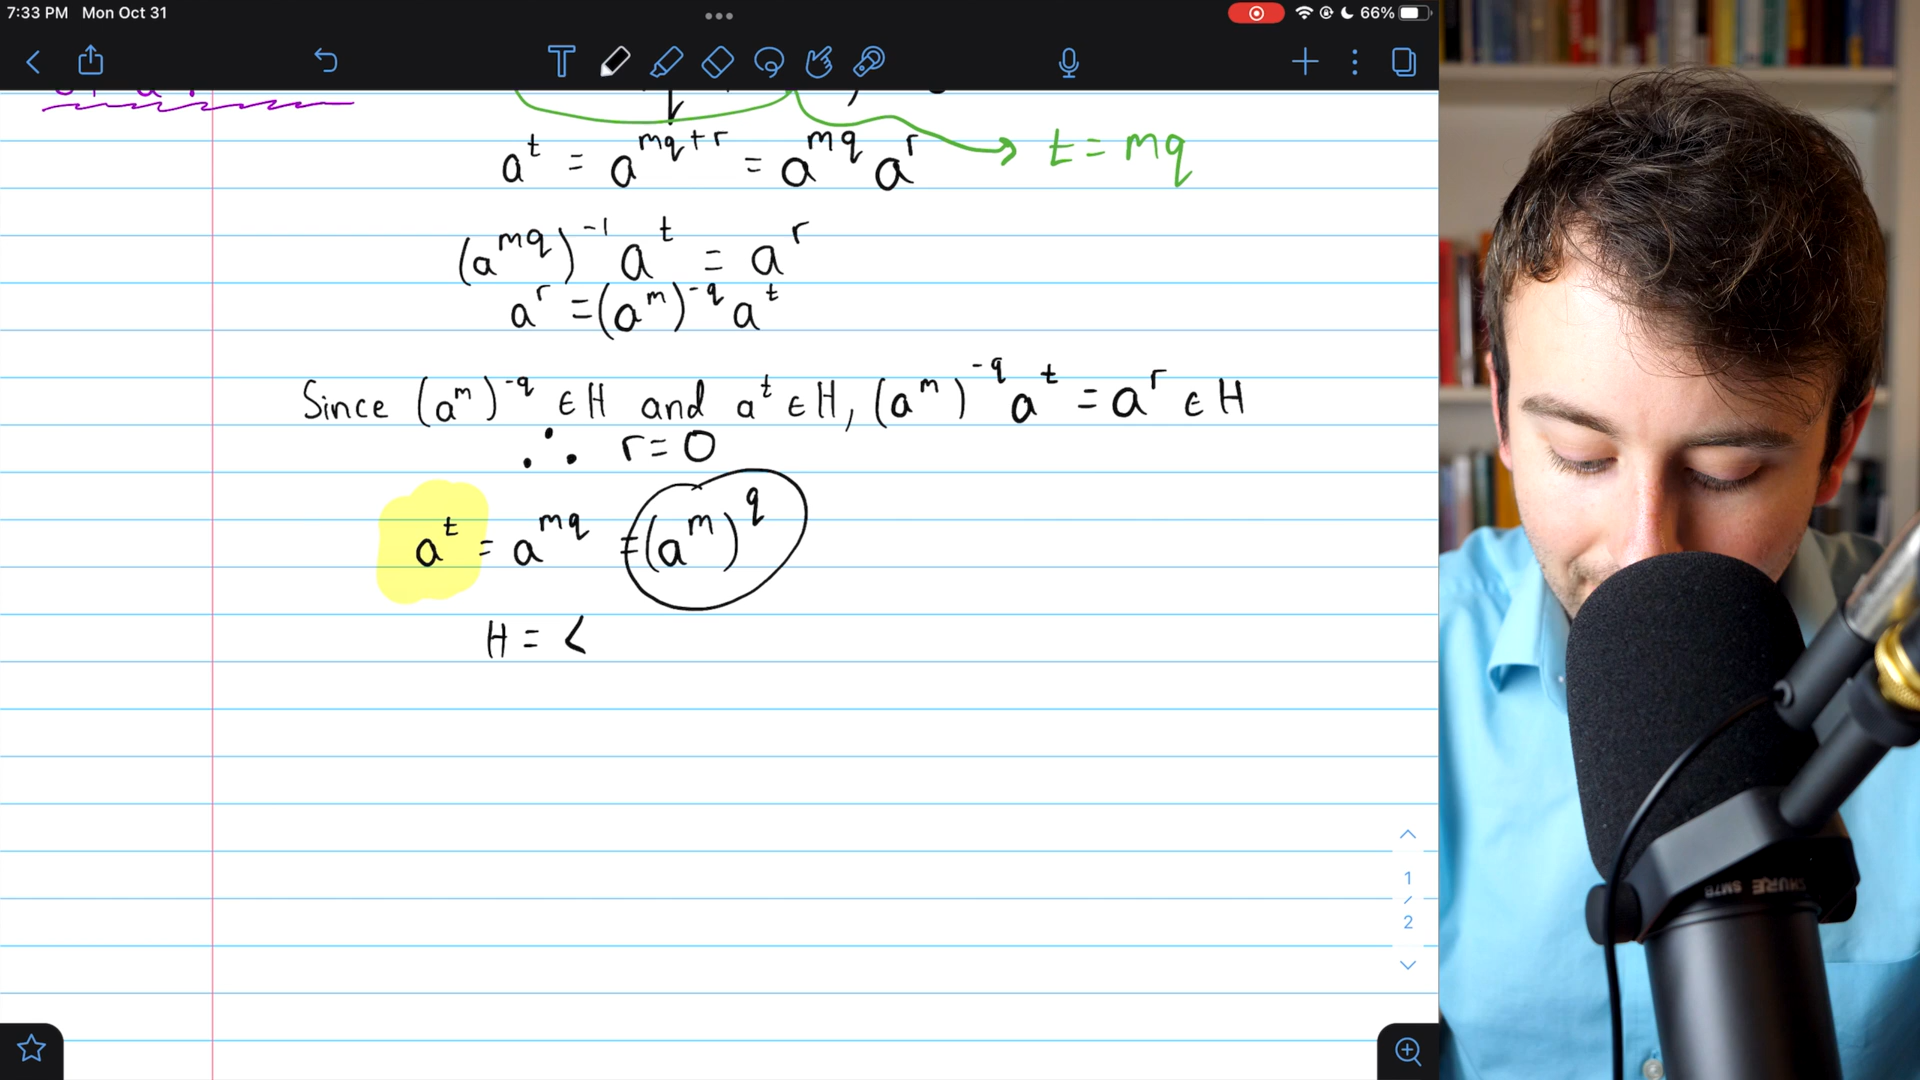 7:33 PM Mon Oct 31
66%
a^t = a^{mq+r} = a^{mq} a^r → t = mq
(a^{mq})^{-1} a^t = a^r
a^r = (a^m)^{-q} a^t
Since (a^m)^{-q} ∈ H and a^t ∈ H, (a^m)^{-q} a^t = a^r ∈ H
∴ r = 0
a^t = a^{mq} = (a^m)^q
H = <
1
/
2
SHURE SM7B